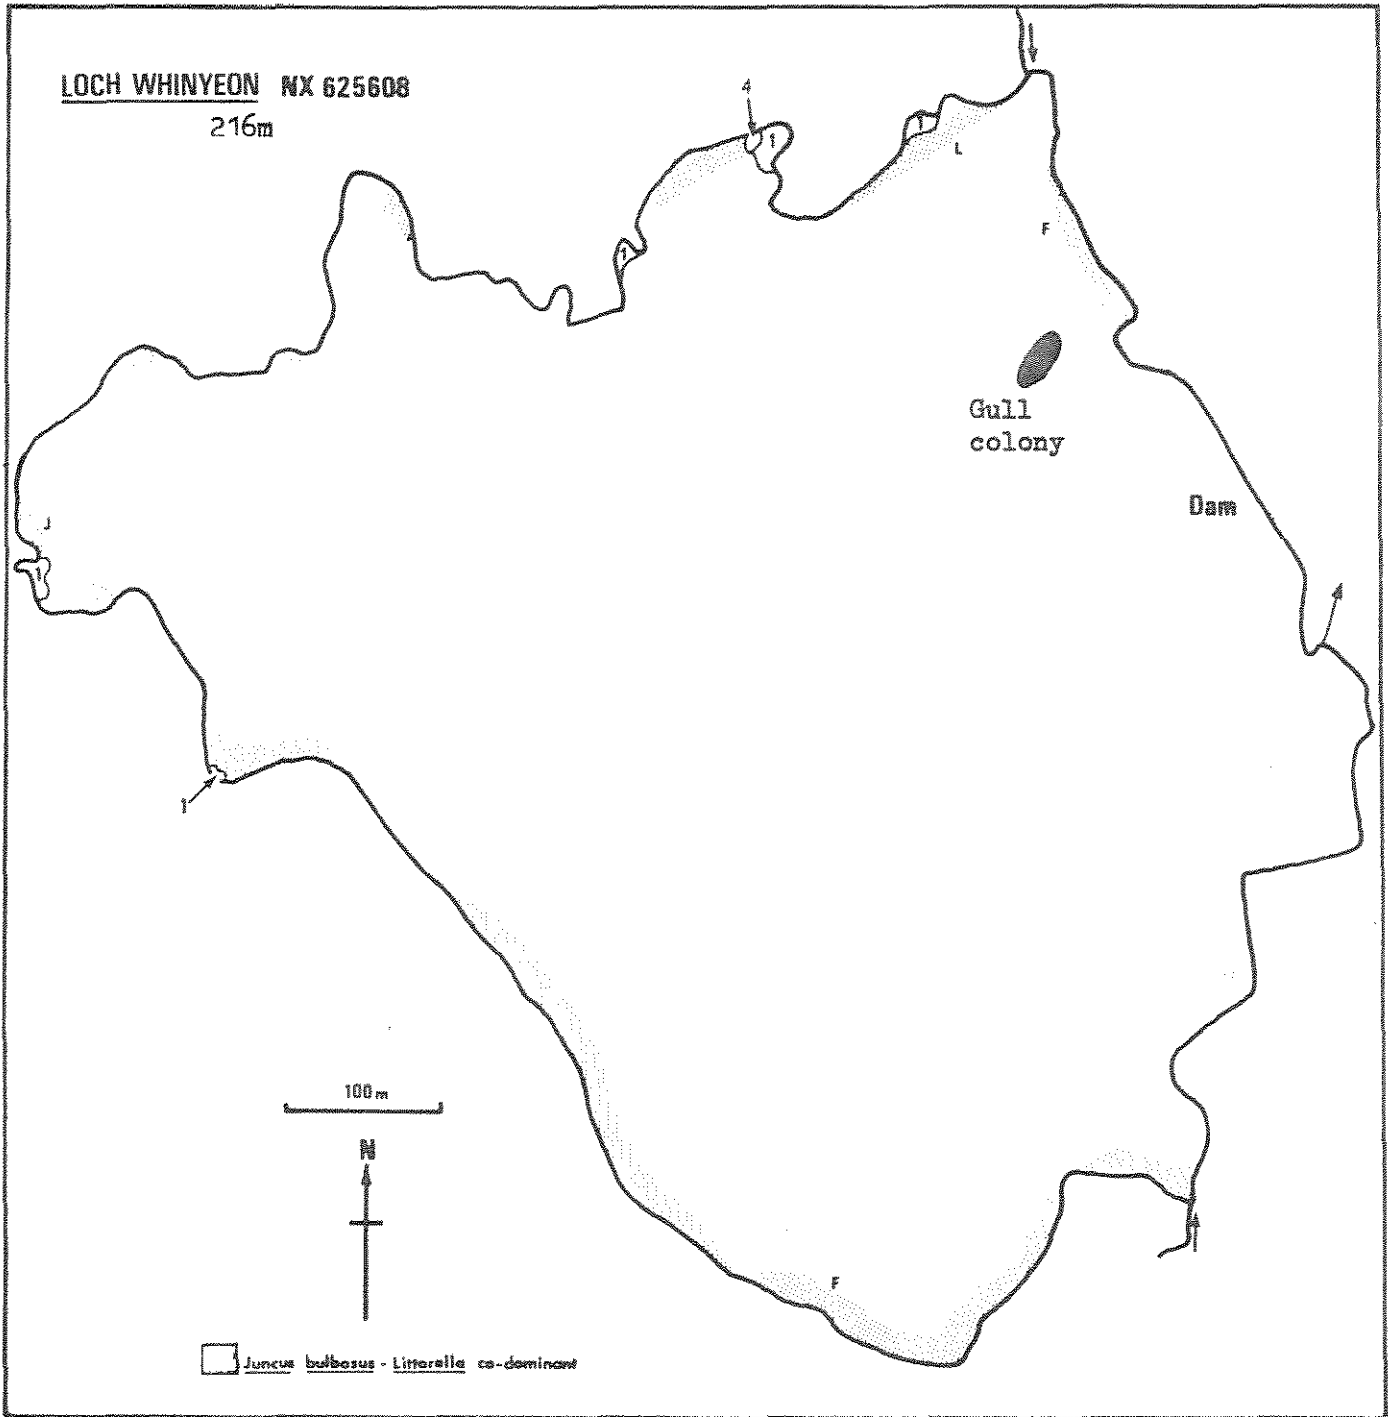 LOCH WHINYEON NX 625608
216m
4
1
1
L
F
1
Gull
colony
Dam
J
1
1
100m
N
F
Juncus bulbosus - Littorella co-dominant